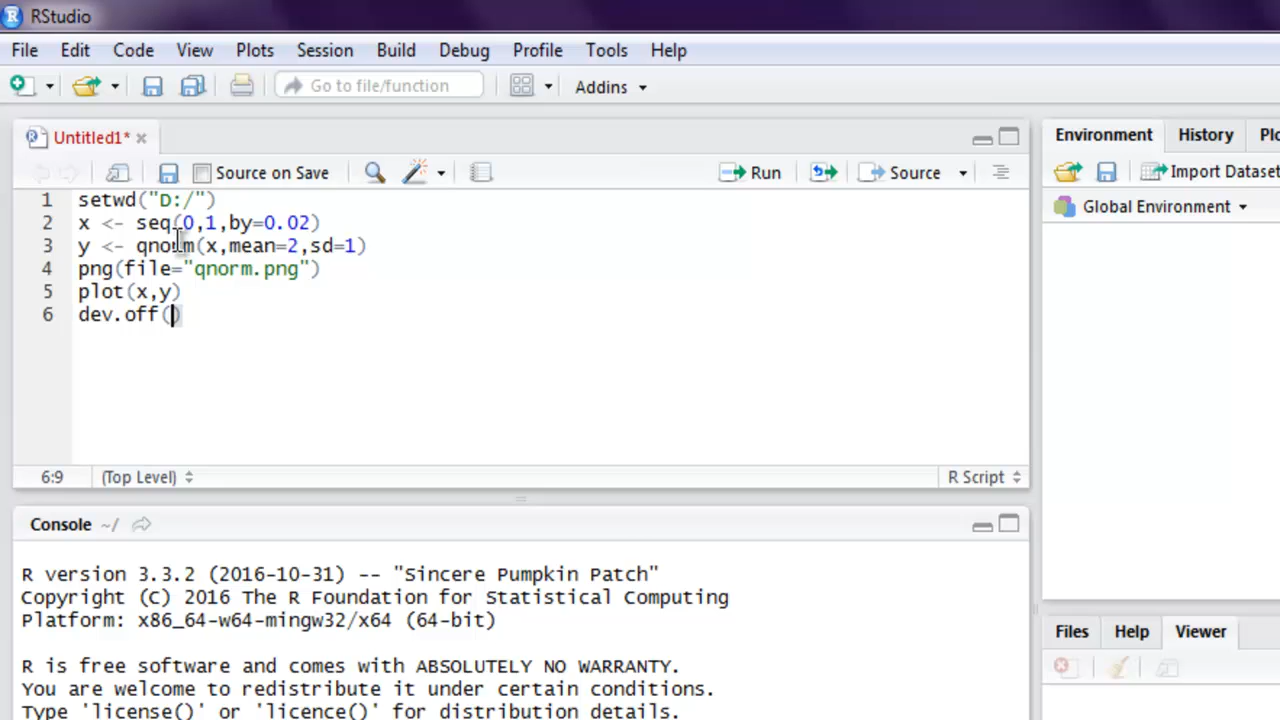 RStudio
File Edit Code View Plots Session Build Debug Profile Tools Help
Go to file/function Addins
Untitled1* Environment History
Source on Save Run Source Import Dataset
Global Environment
1 setwd("D:/")
2 x <- seq(0,1,by=0.02)
3 y <- qnorm(x,mean=2,sd=1)
4 png(file="qnorm.png")
5 plot(x,y)
6 dev.off()
6:9 (Top Level) R Script
Console ~/
R version 3.3.2 (2016-10-31) -- "Sincere Pumpkin Patch"
Copyright (C) 2016 The R Foundation for Statistical Computing
Platform: x86_64-w64-mingw32/x64 (64-bit)
Files Help Viewer
R is free software and comes with ABSOLUTELY NO WARRANTY.
You are welcome to redistribute it under certain conditions.
Type 'license()' or 'licence()' for distribution details.